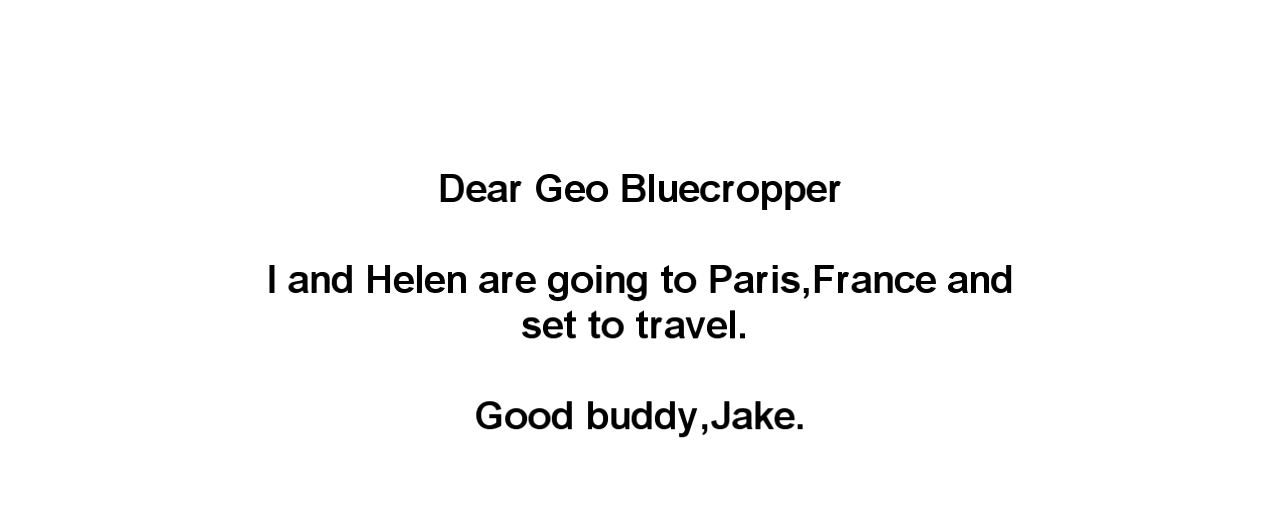 Dear Geo Bluecropper
I and Helen are going to Paris,France and
set to travel.
Good buddy,Jake.